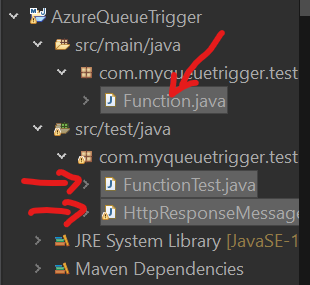 AzureQueueTrigger
src/main/java
com.myqueuetrigger.test
Function.java
src/test/java
com.myqueuetrigger.test
FunctionTest.java
HttpResponseMessage
JRE System Library [JavaSE-1
Maven Dependencies